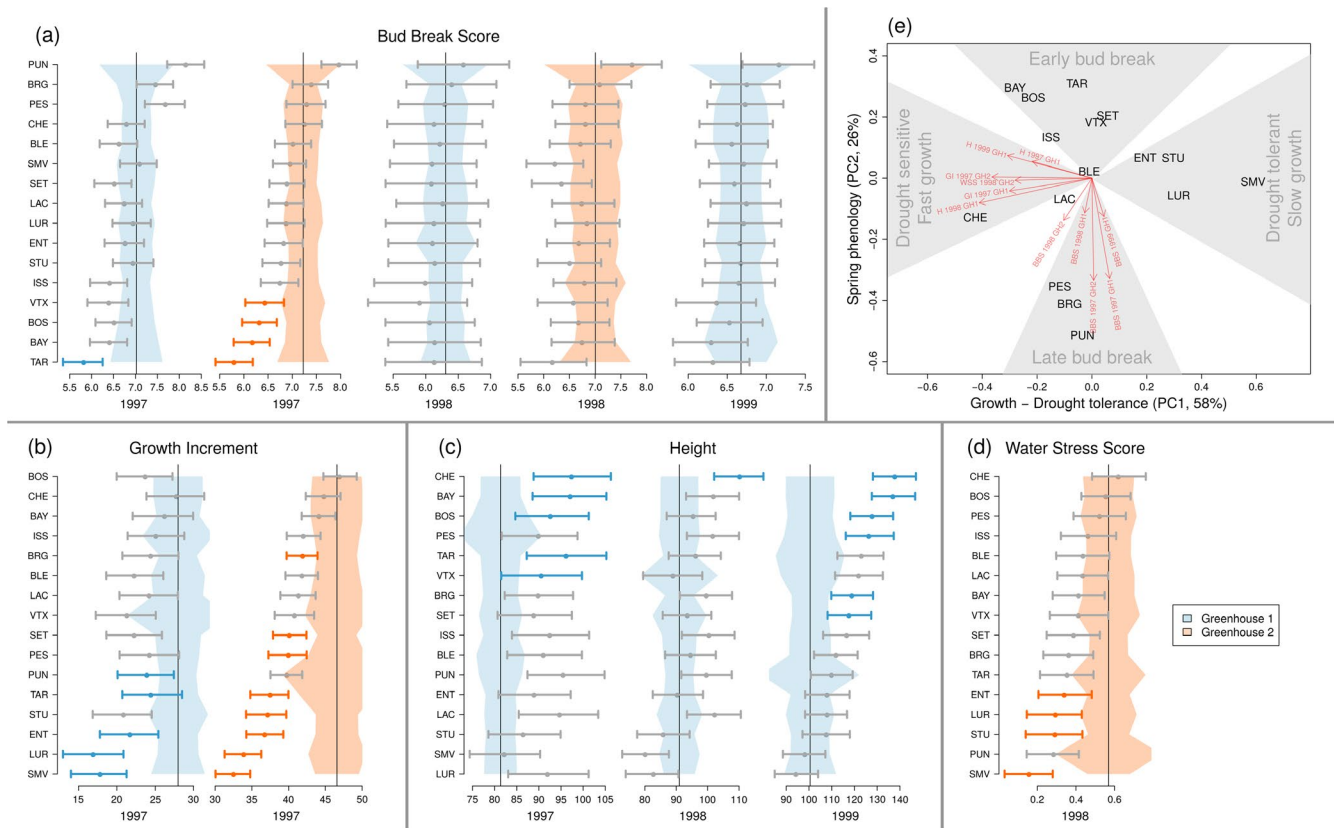 (a)
Bud Break Score
PUN
BRG
PES
CHE
BLE
SMV
SET
LAC
LUR
ENT
STU
ISS
VTX
BOS
BAY
TAR
5.5 6.0 6.5 7.0 7.5 8.0 8.5
1997
5.5 6.0 6.5 7.0 7.5 8.0
1997
5.5 6.0 6.5 7.0
1998
5.5 6.0 6.5 7.0 7.5 8.0
1998
6.0 6.5 7.0 7.5
1999
(e)
Spring phenology (PC2, 26%)
0.4
0.2
0.0
−0.2
−0.4
−0.6
Early bud break
Drought sensitive
Fast growth
Drought tolerant
Slow growth
Late bud break
TAR
BAY
BOS
SET
VTX
ISS
ENT
STU
BLE
SMV
LUR
LAC
CHE
PES
BRG
PUN
H 1999 GH1
H 1997 GH1
GI 1997 GH2
WSS 1998 GH2
GI 1997 GH1
H 1998 GH1
BBS 1998 GH2
BBS 1998 GH1
BBS 1999 GH1
BBS 1997 GH2
BBS 1997 GH1
−0.6 −0.4 −0.2 0.0 0.2 0.4 0.6
Growth − Drought tolerance (PC1, 58%)
(b)
Growth Increment
BOS
CHE
BAY
ISS
BRG
BLE
LAC
VTX
SET
PES
PUN
TAR
STU
ENT
LUR
SMV
15 20 25 30
1997
30 35 40 45 50
1997
(c)
Height
CHE
BAY
BOS
PES
TAR
VTX
BRG
SET
ISS
BLE
PUN
ENT
LAC
STU
SMV
LUR
75 85 95 105
1997
80 90 100 110
1998
90 100 120 140
1999
(d)
Water Stress Score
CHE
BOS
PES
ISS
BLE
LAC
BAY
VTX
SET
BRG
TAR
ENT
LUR
STU
PUN
SMV
0.2 0.4 0.6
1998
Greenhouse 1
Greenhouse 2